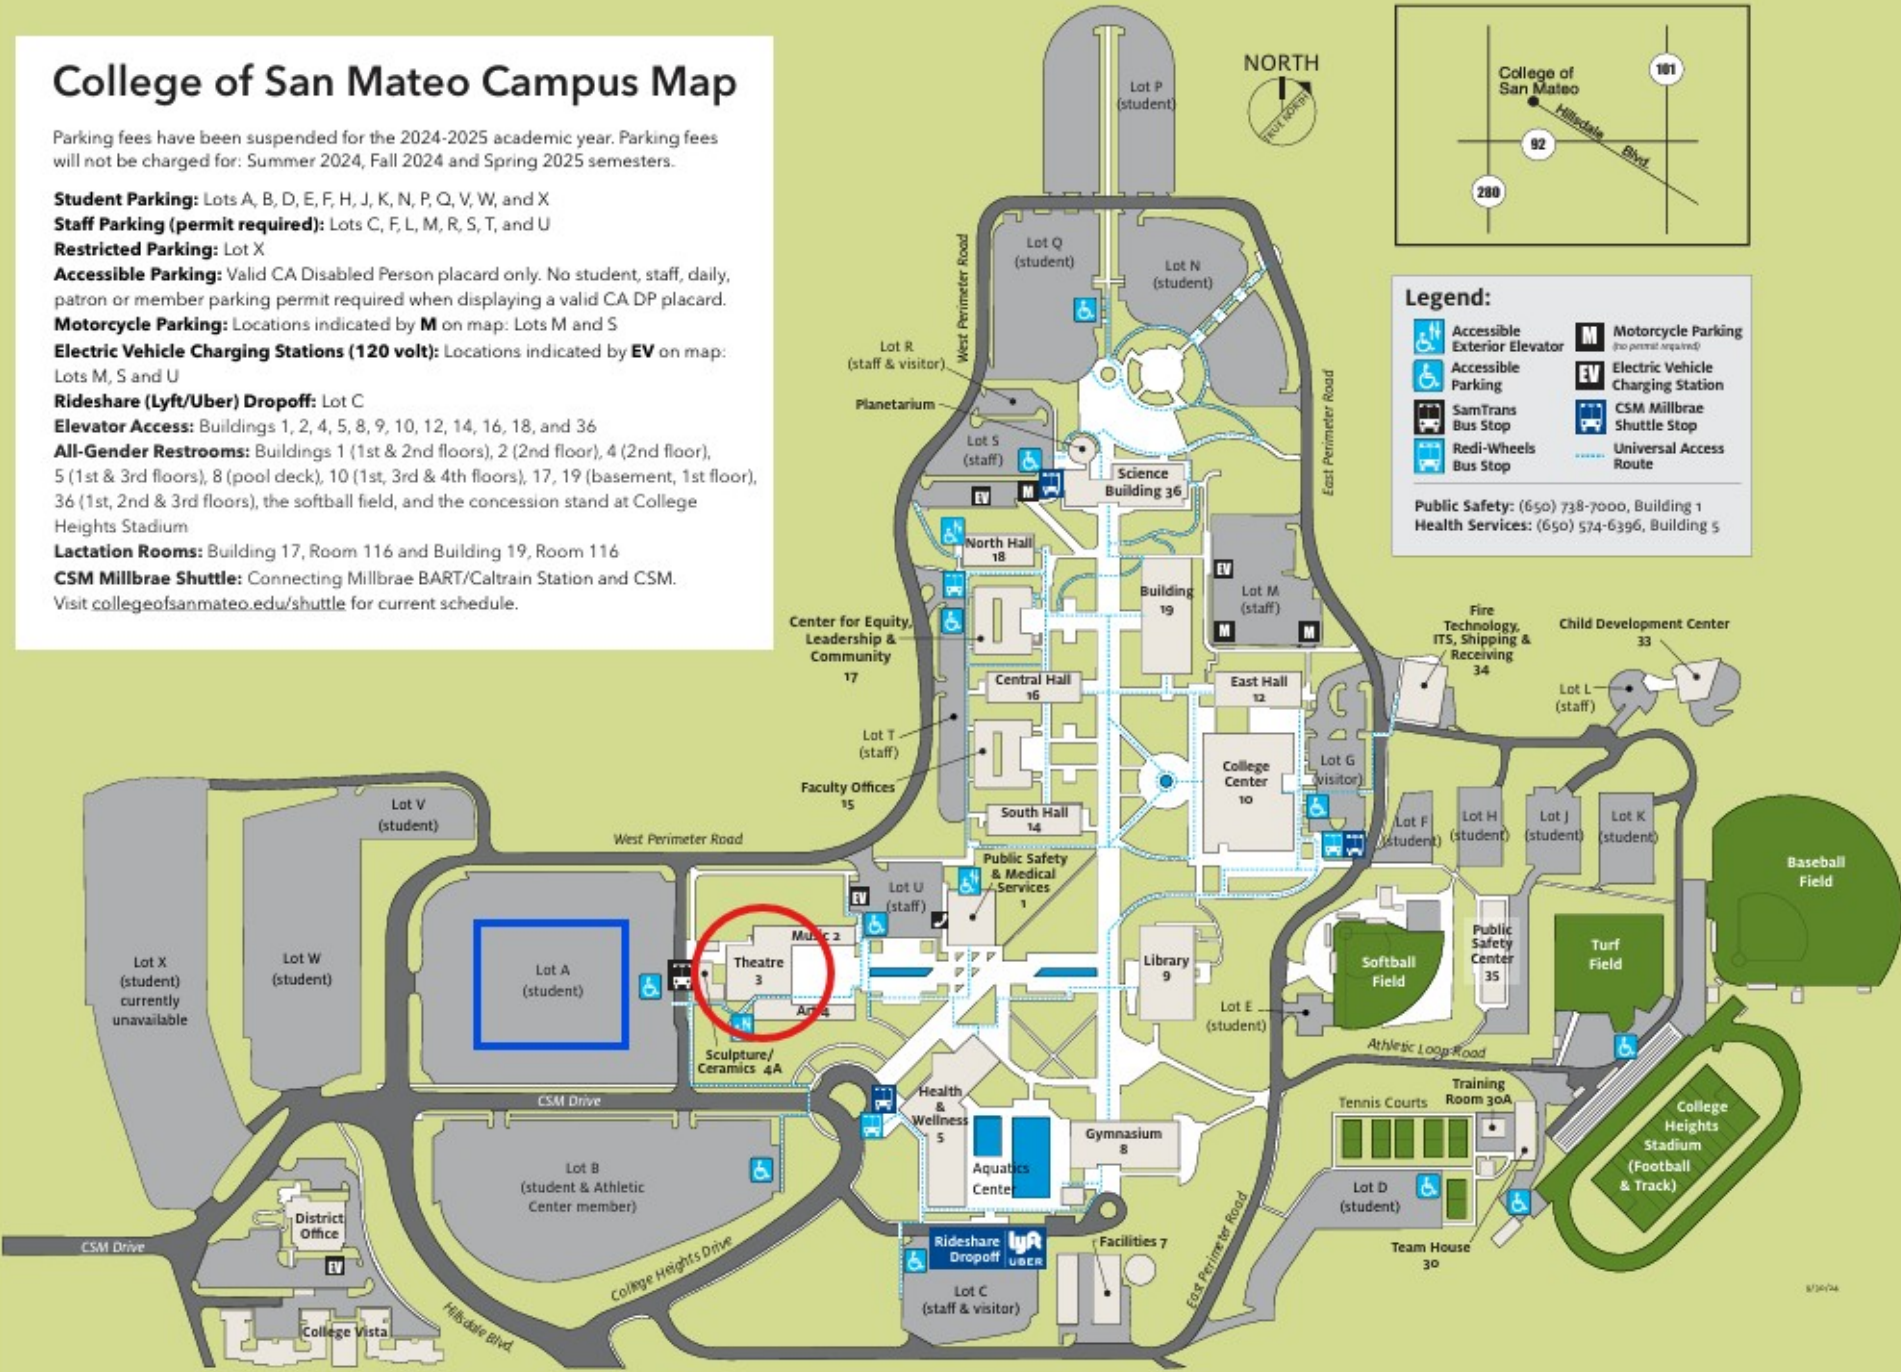 College of San Mateo Campus Map
Parking fees have been suspended for the 2024-2025 academic year. Parking fees
will not be charged for: Summer 2024, Fall 2024 and Spring 2025 semesters.
Student Parking: Lots A, B, D, E, F, H, J, K, N, P, Q, V, W, and X
Staff Parking (permit required): Lots C, F, L, M, R, S, T, and U
Restricted Parking: Lot X
Accessible Parking: Valid CA Disabled Person placard only. No student, staff, daily,
patron or member parking permit required when displaying a valid CA DP placard.
Motorcycle Parking: Locations indicated by M on map: Lots M and S
Electric Vehicle Charging Stations (120 volt): Locations indicated by EV on map:
Lots M, S and U
Rideshare (Lyft/Uber) Dropoff: Lot C
Elevator Access: Buildings 1, 2, 4, 5, 8, 9, 10, 12, 14, 16, 18, and 36
All-Gender Restrooms: Buildings 1 (1st & 2nd floors), 2 (2nd floor), 4 (2nd floor),
5 (1st & 3rd floors), 8 (pool deck), 10 (1st, 3rd & 4th floors), 17, 19 (basement, 1st floor),
36 (1st, 2nd & 3rd floors), the softball field, and the concession stand at College
Heights Stadium
Lactation Rooms: Building 17, Room 116 and Building 19, Room 116
CSM Millbrae Shuttle: Connecting Millbrae BART/Caltrain Station and CSM.
Visit collegeofsanmateo.edu/shuttle for current schedule.
NORTH
TRUE NORTH
College of
San Mateo
101
92
280
Hillsdale
Blvd.
Legend:
Accessible
Exterior Elevator
Accessible
Parking
SamTrans
Bus Stop
Redi-Wheels
Bus Stop
M
Motorcycle Parking
(no permit required)
EV
Electric Vehicle
Charging Station
CSM Millbrae
Shuttle Stop
Universal Access
Route
Public Safety: (650) 738-7000, Building 1
Health Services: (650) 574-6396, Building 5
Lot P
(student)
Lot Q
(student)
Lot N
(student)
West Perimeter Road
East Perimeter Road
Lot R
(staff & visitor)
Planetarium
Lot S
(staff)
EV
M
Science
Building 36
North Hall
18
Building
19
EV
Lot M
(staff)
M
M
Center for Equity,
Leadership &
Community
17
Central Hall
16
East Hall
12
Fire
Technology,
ITS, Shipping &
Receiving
34
Child Development Center
33
Lot L
(staff)
Lot T
(staff)
Faculty Offices
15
College
Center
10
Lot G
(visitor)
South Hall
14
Lot F
(student)
Lot H
(student)
Lot J
(student)
Lot K
(student)
Baseball
Field
Lot V
(student)
West Perimeter Road
Public Safety
& Medical
Services
1
EV
Lot U
(staff)
Lot X
(student)
currently
unavailable
Lot W
(student)
Lot A
(student)
Music 2
Theatre
3
Art 4
Sculpture/
Ceramics 4A
Library
9
Lot E
(student)
Softball
Field
Public
Safety
Center
35
Turf
Field
Athletic Loop Road
CSM Drive
Health
&
Wellness
5
Aquatics
Center
Gymnasium
8
Tennis Courts
Training
Room 30A
College
Heights
Stadium
(Football
& Track)
Lot B
(student & Athletic
Center member)
Lot D
(student)
Team House
30
District
Office
EV
CSM Drive
College Heights Drive
Hillsdale Blvd.
College Vista
Rideshare
Dropoff
lyft
UBER
Lot C
(staff & visitor)
Facilities 7
East Perimeter Road